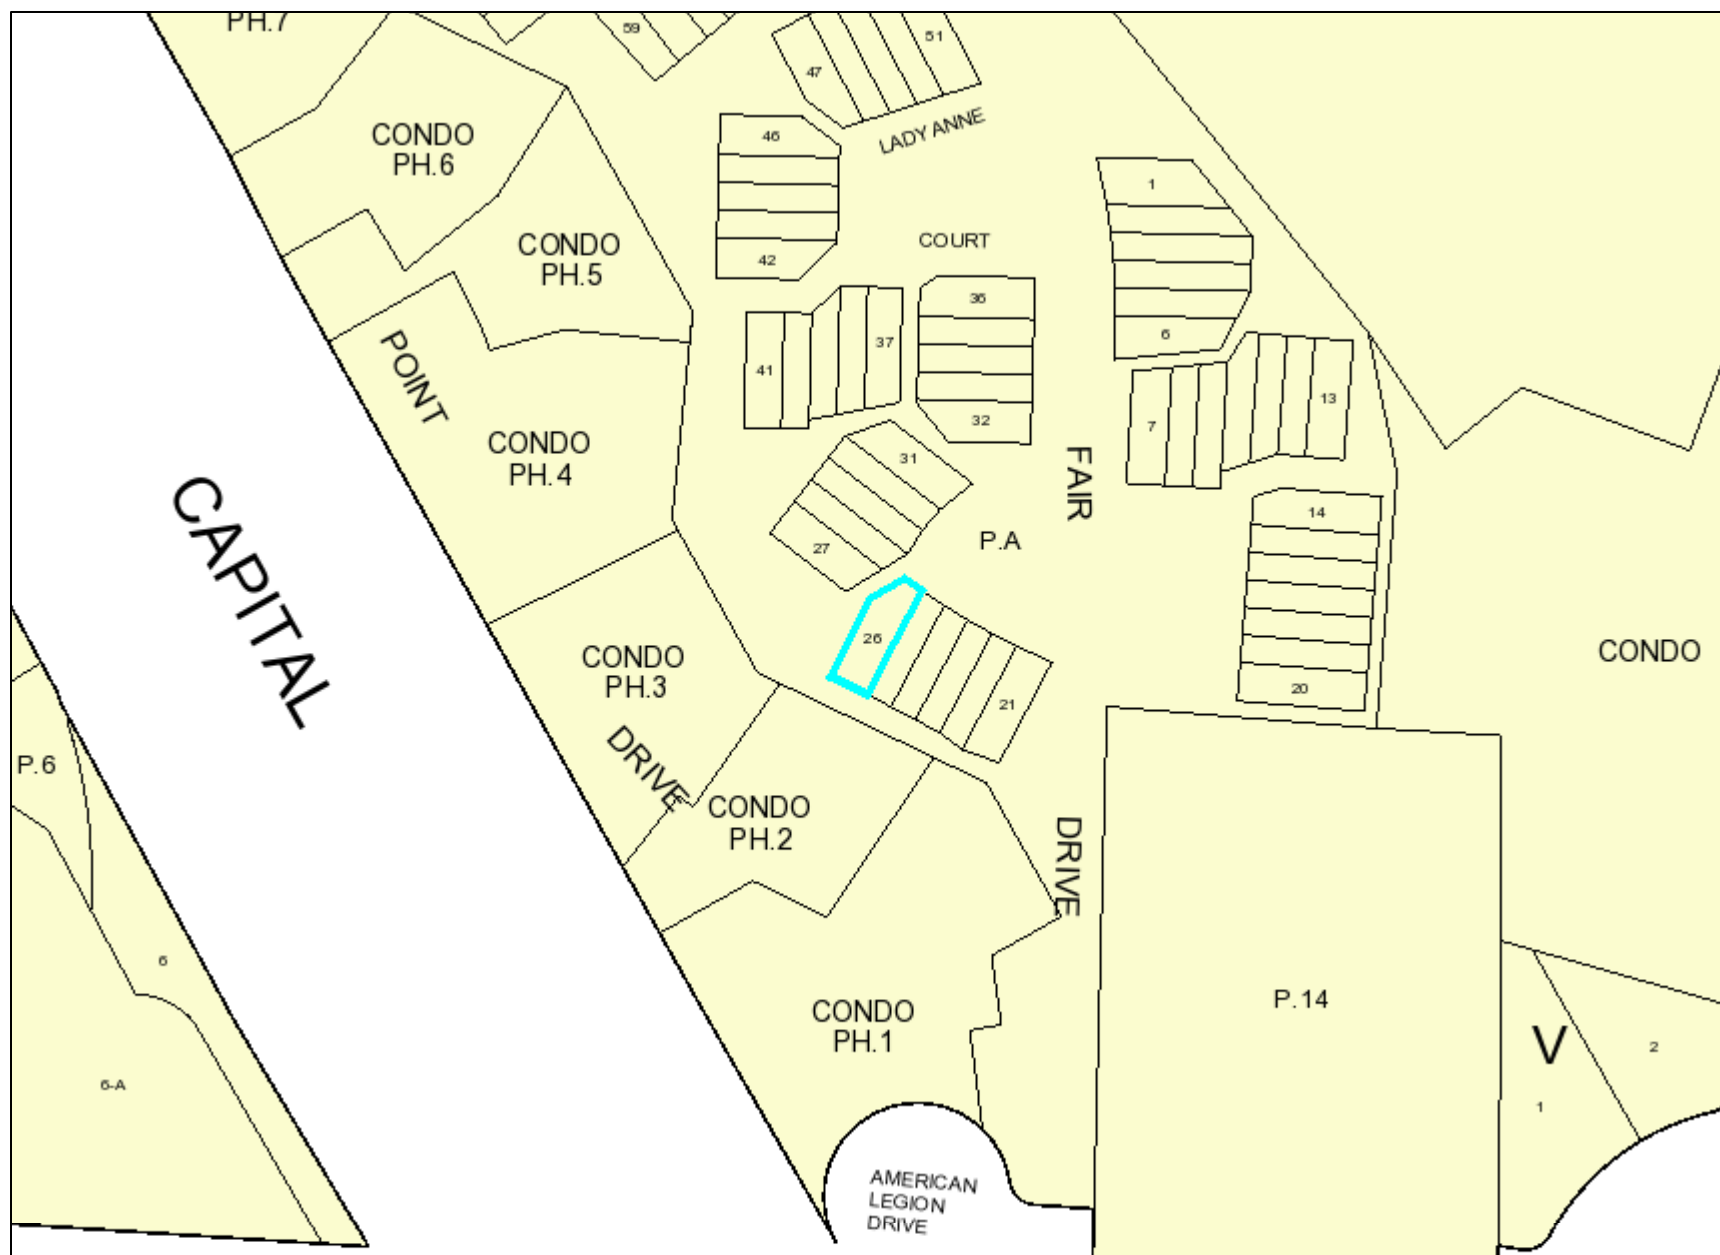 PH.7
59
51
47
LADY ANNE
46
CONDO
PH.6
1
42
COURT
CONDO
PH.5
36
6
37
41
13
7
32
POINT
CONDO
PH.4
31
FAIR
14
27
P.A
CAPITAL
26
CONDO
PH.3
CONDO
20
21
P.6
DRIVE
CONDO
PH.2
DRIVE
6
P.14
CONDO
PH.1
V
2
6-A
1
AMERICAN
LEGION
DRIVE